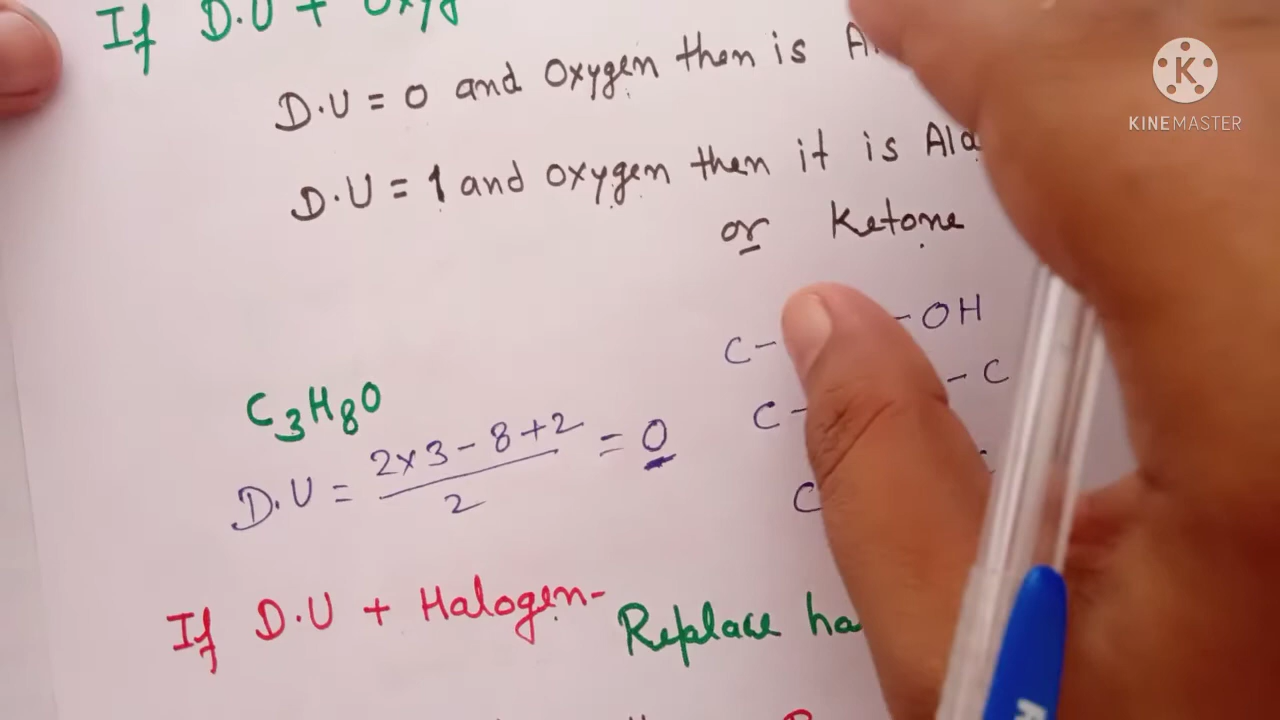 If D.U + Oxyg
D.U = 0 and Oxygen then is
KINEMASTER
D.U = 1 and oxygen then it is
or Ketone
-OH
C-
-C
C-
C
C3H8O
D.U = 2×3-8+2 / 2 = 0
If D.U + Halogen- Replace